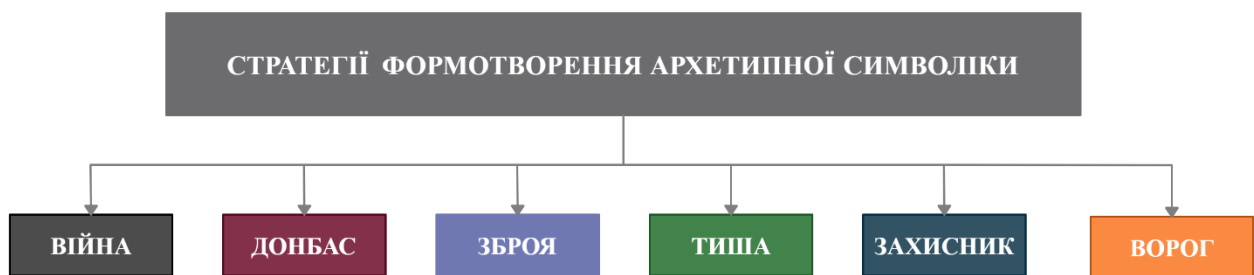 СТРАТЕГІЇ ФОРМОТВОРЕННЯ АРХЕТИПНОЇ СИМВОЛІКИ
ВІЙНА
ДОНБАС
ЗБРОЯ
ТИША
ЗАХИСНИК
ВОРОГ